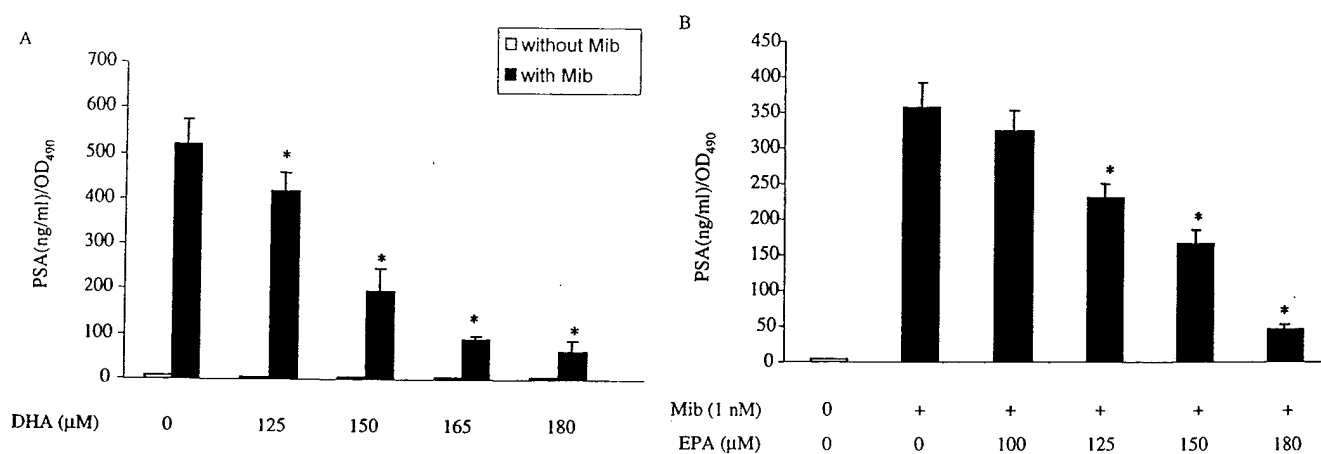 A
without Mib
with Mib
700
600
500
400
300
200
100
0
PSA(ng/ml)/OD490
* * * *
DHA (μM) 0 125 150 165 180
B
450
400
350
300
250
200
150
100
50
0
PSA(ng/ml)/OD490
* * *
Mib (1 nM) 0 + + + + +
EPA (μM) 0 0 100 125 150 180